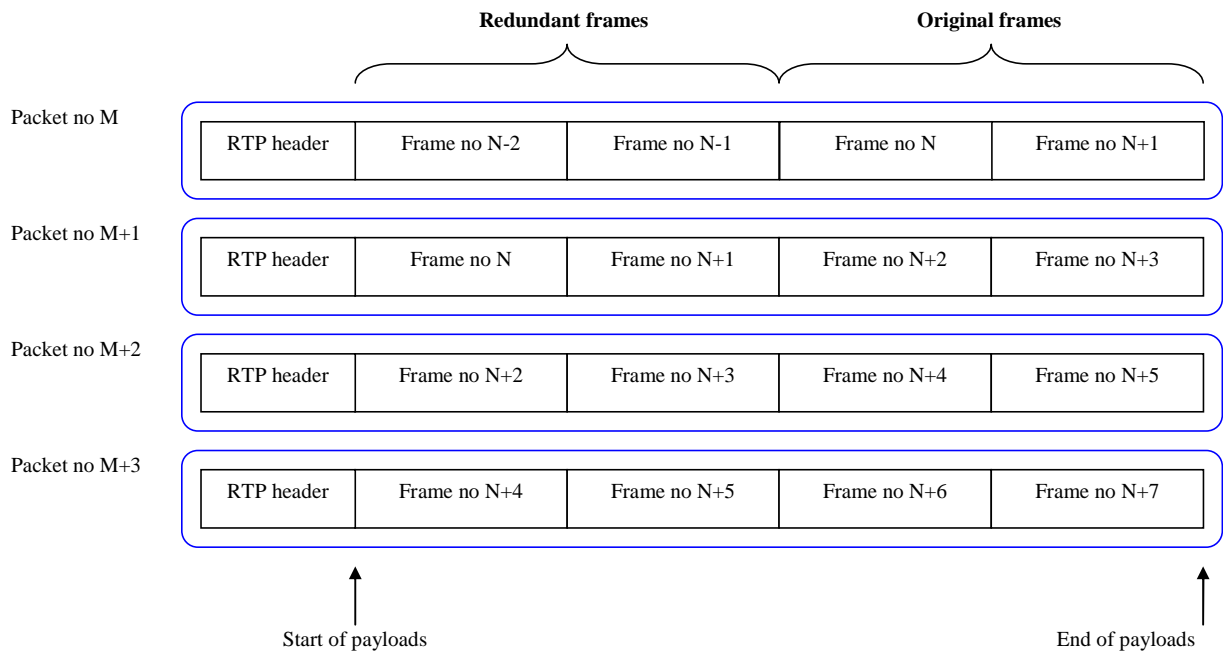 Redundant frames Original frames
Packet no M
RTP header Frame no N-2 Frame no N-1 Frame no N Frame no N+1
Packet no M+1
RTP header Frame no N Frame no N+1 Frame no N+2 Frame no N+3
Packet no M+2
RTP header Frame no N+2 Frame no N+3 Frame no N+4 Frame no N+5
Packet no M+3
RTP header Frame no N+4 Frame no N+5 Frame no N+6 Frame no N+7
Start of payloads End of payloads